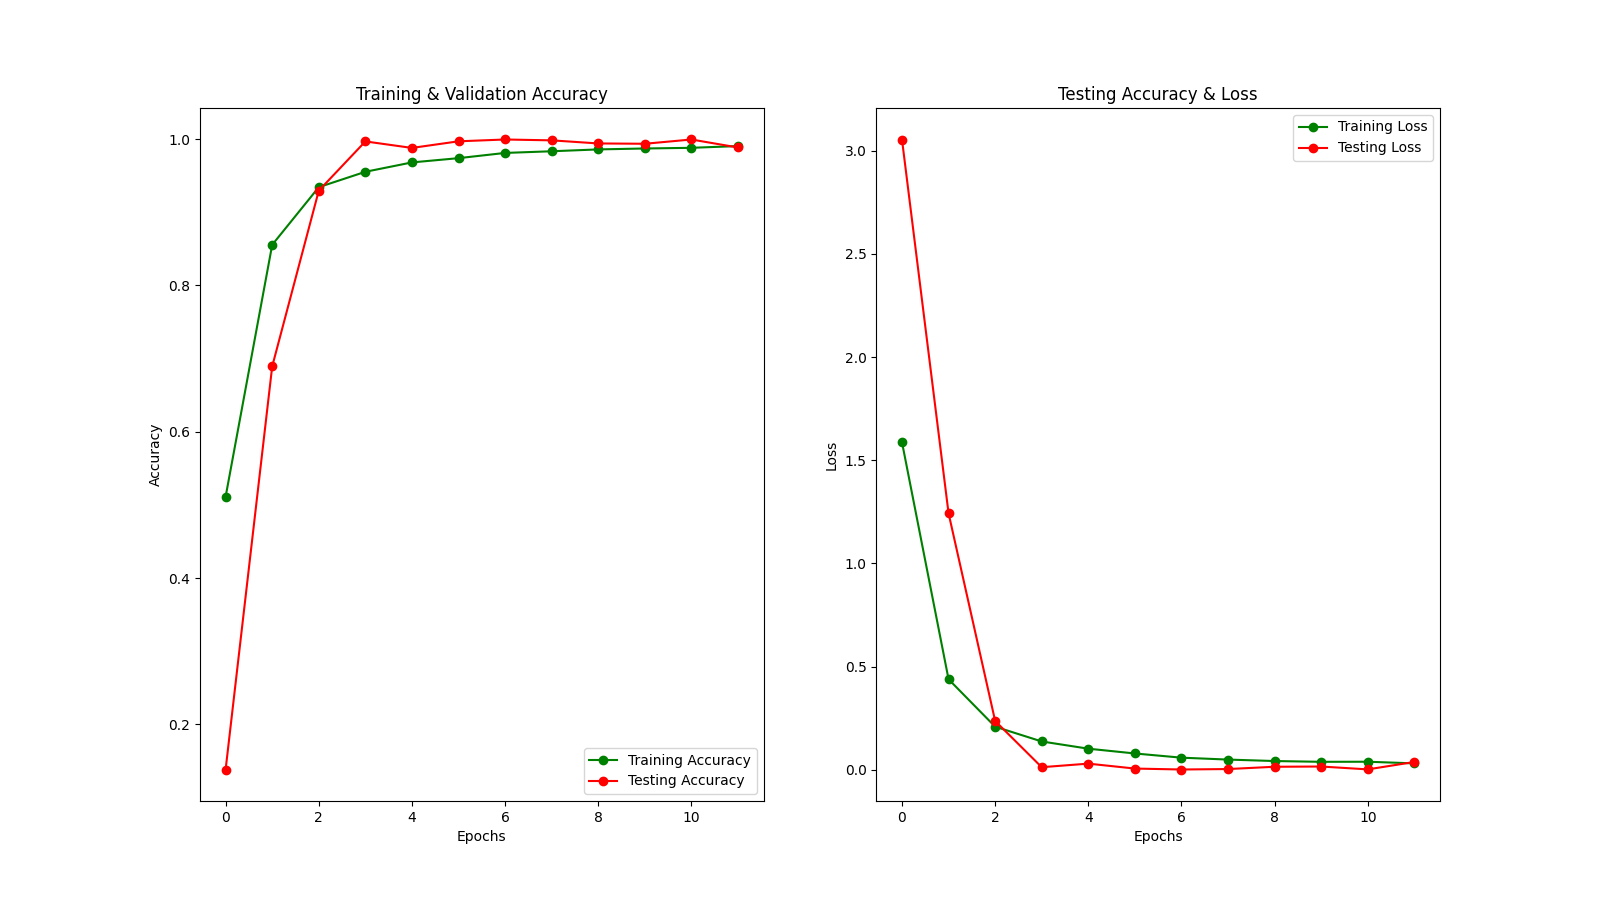 Training & Validation Accuracy
1.0
0.8
0.6
0.4
0.2
Accuracy
0 2 4 6 8 10
Epochs
Training Accuracy
Testing Accuracy
Testing Accuracy & Loss
3.0
2.5
2.0
1.5
1.0
0.5
0.0
Loss
0 2 4 6 8 10
Epochs
Training Loss
Testing Loss